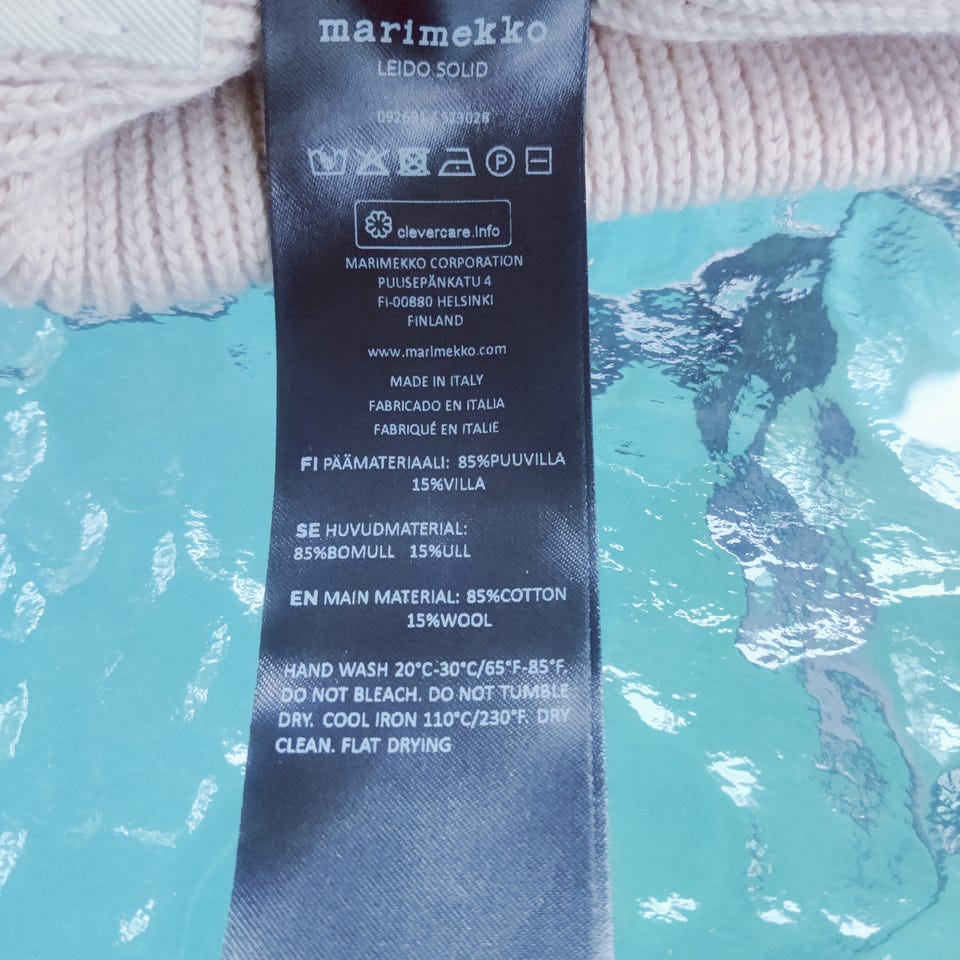 marimekko
LEIDO SOLID
P
clevercare.info
MARIMEKKO CORPORATION
PUUSEPÄNKATU 4
FI-00880 HELSINKI
FINLAND
www.marimekko.com
MADE IN ITALY
FABRICADO EN ITALIA
FABRIQUÉ EN ITALIE
FI PÄÄMATERIAALI: 85%PUUVILLA
15%VILLA
SE HUVUDMATERIAL:
85%BOMULL 15%ULL
EN MAIN MATERIAL: 85%COTTON
15%WOOL
HAND WASH 20°C-30°C/65°F-85°F.
DO NOT BLEACH. DO NOT TUMBLE
DRY. COOL IRON 110°C/230°F. DRY
CLEAN. FLAT DRYING